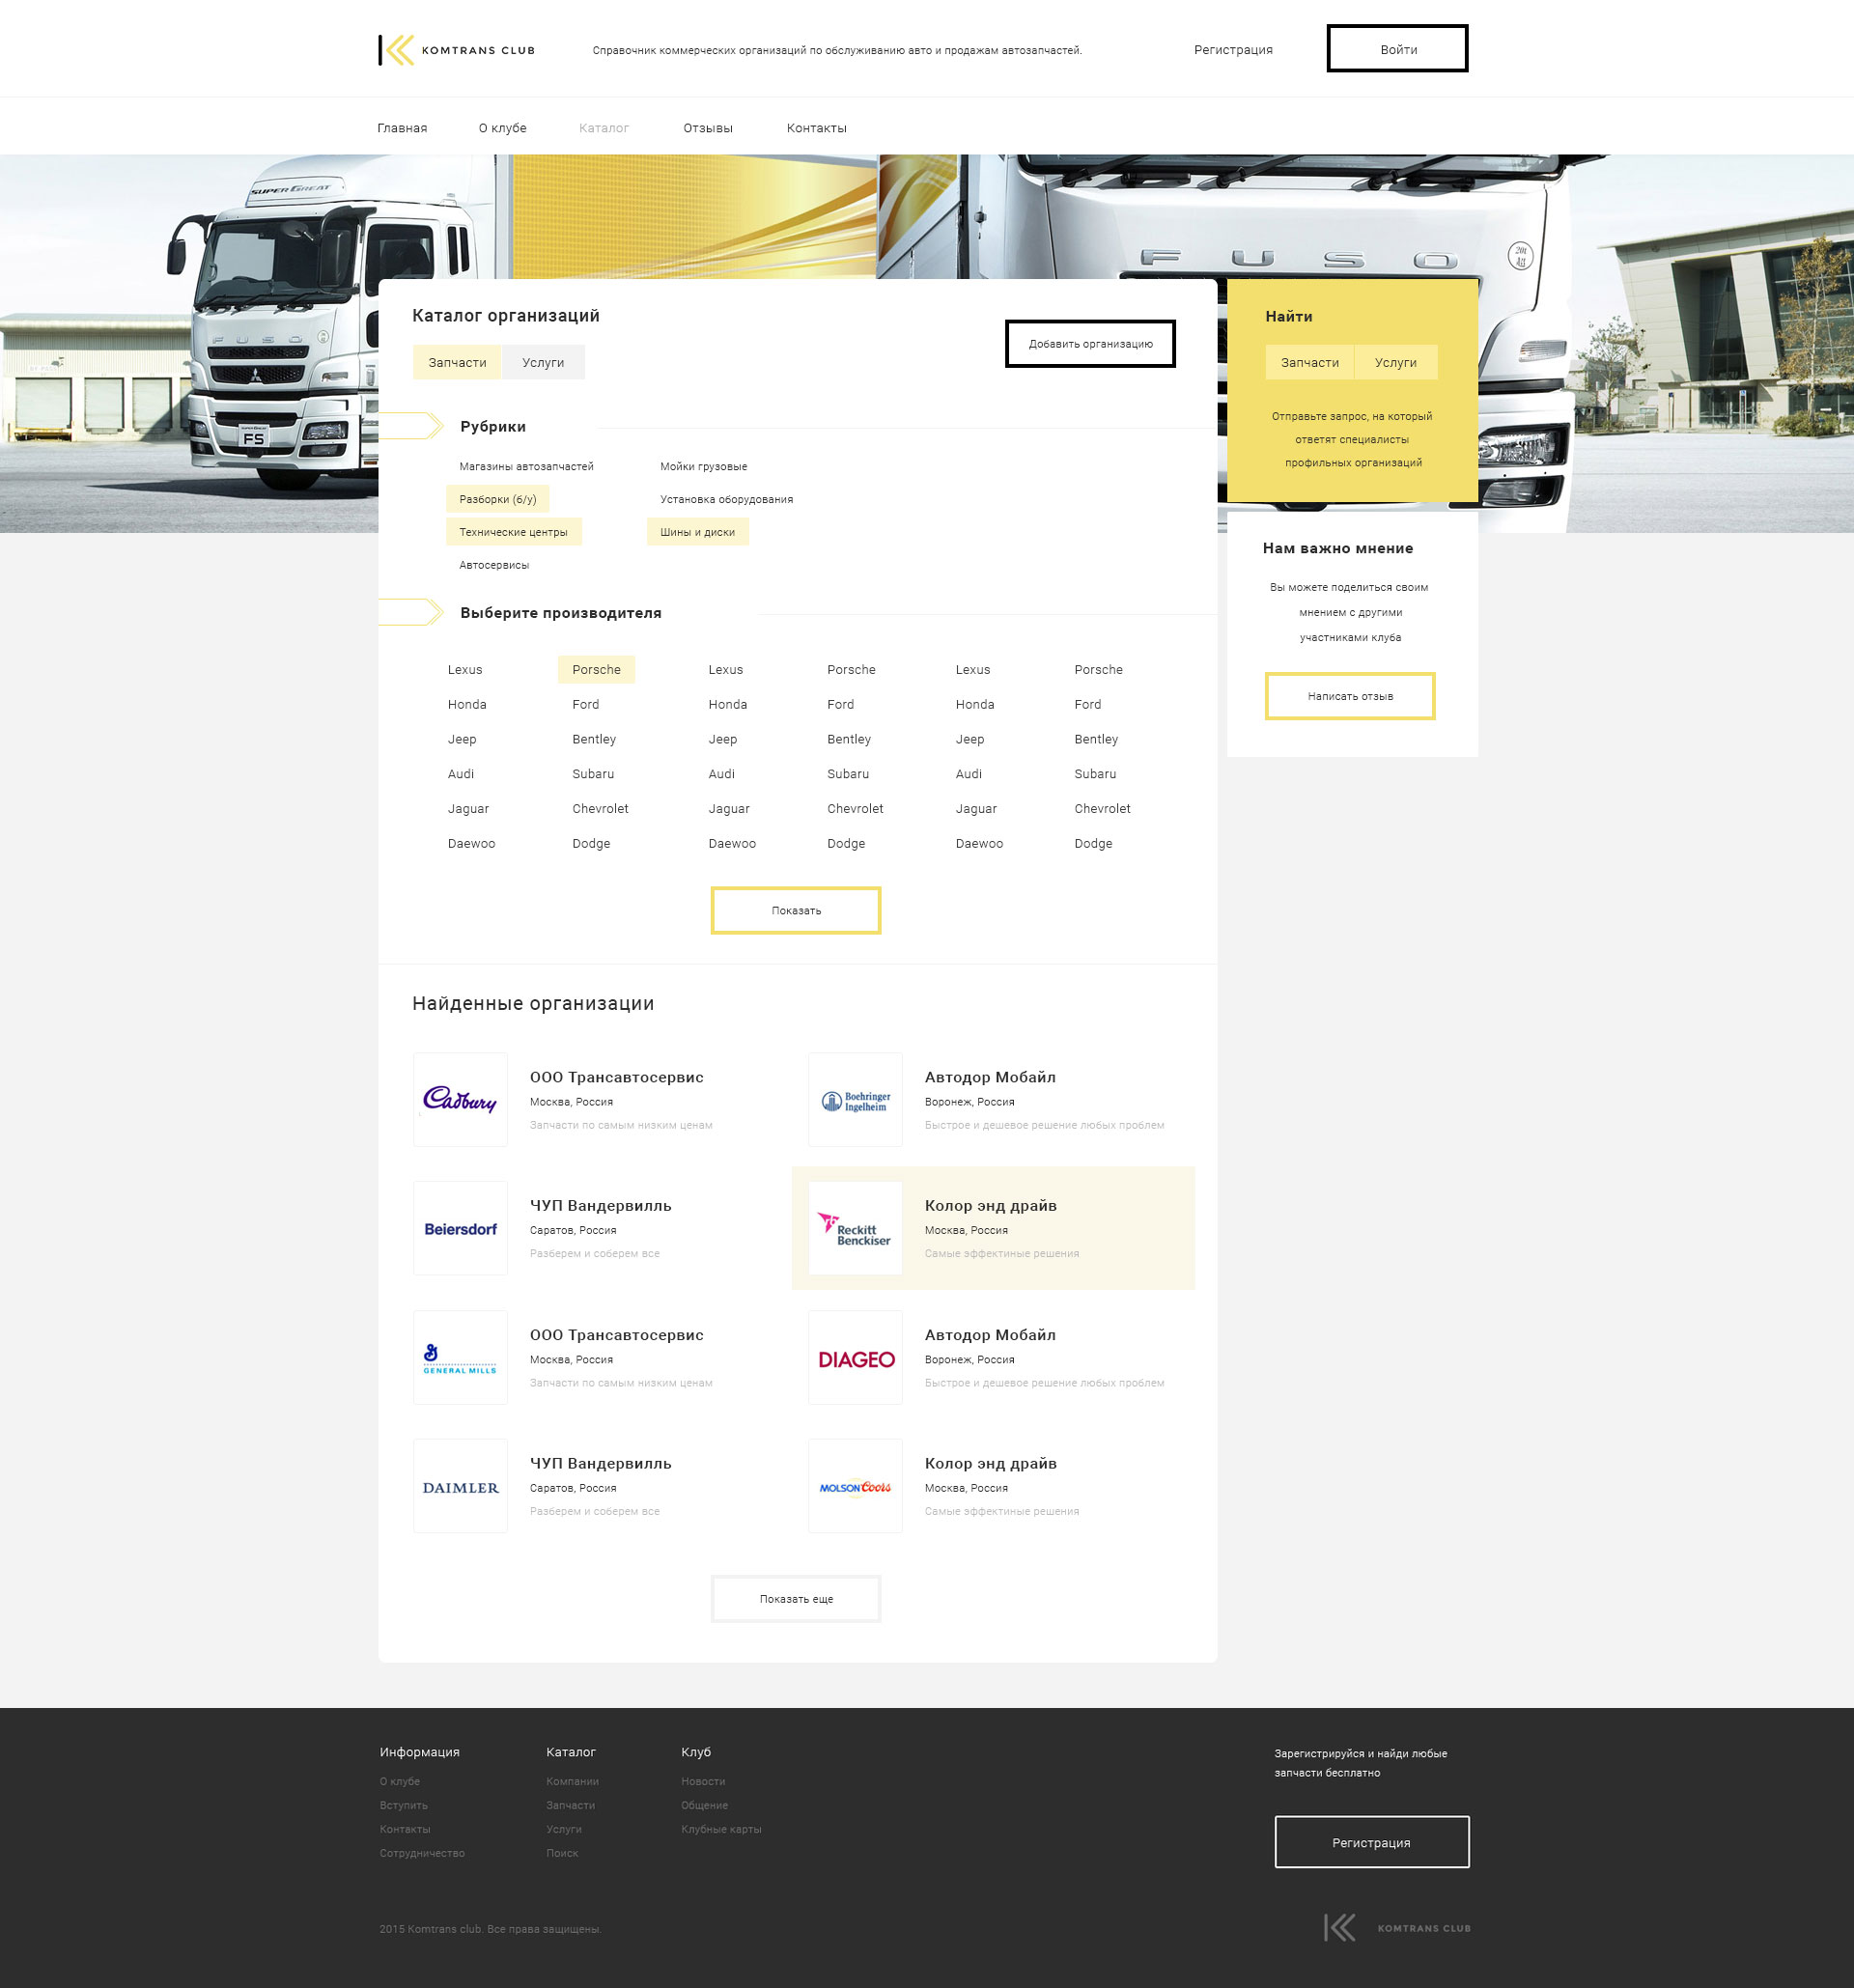 KOMTRANS CLUB
Справочник коммерческих организаций по обслуживанию авто и продажам автозапчастей.
Регистрация
Войти
Главная
О клубе
Каталог
Отзывы
Контакты
SUPER GREAT
FUSO
FUSO
SUPER GREAT
FS
Каталог организаций
Добавить организацию
Запчасти
Услуги
Рубрики
Магазины автозапчастей
Мойки грузовые
Разборки (б/у)
Установка оборудования
Технические центры
Шины и диски
Автосервисы
Выберите производителя
Lexus Porsche Lexus Porsche Lexus Porsche
Honda Ford Honda Ford Honda Ford
Jeep Bentley Jeep Bentley Jeep Bentley
Audi Subaru Audi Subaru Audi Subaru
Jaguar Chevrolet Jaguar Chevrolet Jaguar Chevrolet
Daewoo Dodge Daewoo Dodge Daewoo Dodge
Показать
Найти
Запчасти
Услуги
Отправьте запрос, на который
ответят специалисты
профильных организаций
Нам важно мнение
Вы можете поделиться своим
мнением с другими
участниками клуба
Написать отзыв
Найденные организации
Cadbury
ООО Трансавтосервис
Москва, Россия
Запчасти по самым низким ценам
Boehringer
Ingelheim
Автодор Мобайл
Воронеж, Россия
Быстрое и дешевое решение любых проблем
Beiersdorf
ЧУП Вандервилль
Саратов, Россия
Разберем и соберем все
Reckitt
Benckiser
Колор энд драйв
Москва, Россия
Самые эффектиные решения
GENERAL MILLS
ООО Трансавтосервис
Москва, Россия
Запчасти по самым низким ценам
DIAGEO
Автодор Мобайл
Воронеж, Россия
Быстрое и дешевое решение любых проблем
DAIMLER
ЧУП Вандервилль
Саратов, Россия
Разберем и соберем все
MOLSON Coors
Колор энд драйв
Москва, Россия
Самые эффектиные решения
Показать еще
Информация
О клубе
Вступить
Контакты
Сотрудничество
Каталог
Компании
Запчасти
Услуги
Поиск
Клуб
Новости
Общение
Клубные карты
Зарегистрируйся и найди любые
запчасти бесплатно
Регистрация
2015 Komtrans club. Все права защищены.
KOMTRANS CLUB